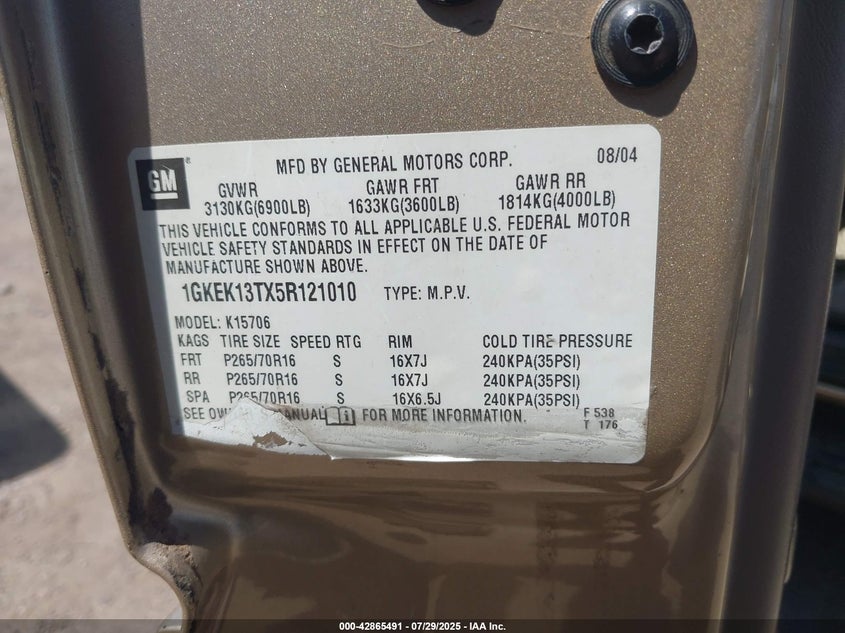 GM ® MFD BY GENERAL MOTORS CORP. 08/04
GVWR GAWR FRT GAWR RR
3130KG(6900LB) 1633KG(3600LB) 1814KG(4000LB)
THIS VEHICLE CONFORMS TO ALL APPLICABLE U.S. FEDERAL MOTOR
VEHICLE SAFETY STANDARDS IN EFFECT ON THE DATE OF
MANUFACTURE SHOWN ABOVE.
1GKEK13TX5R121010 TYPE: M.P.V.
MODEL: K15706
KAGS TIRE SIZE SPEED RTG RIM COLD TIRE PRESSURE
FRT P265/70R16 S 16X7J 240KPA(35PSI)
RR P265/70R16 S 16X7J 240KPA(35PSI)
SPA P265/70R16 S 16X6.5J 240KPA(35PSI)
SEE MANUAL FOR MORE INFORMATION. F 538
T 176
000-42865491 - 07/29/2025 - IAA Inc.